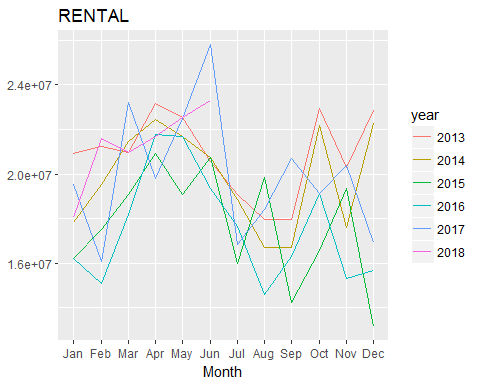 RENTAL
2.4e+07
2.0e+07
1.6e+07
Jan Feb Mar Apr May Jun Jul Aug Sep Oct Nov Dec
Month
year
2013
2014
2015
2016
2017
2018